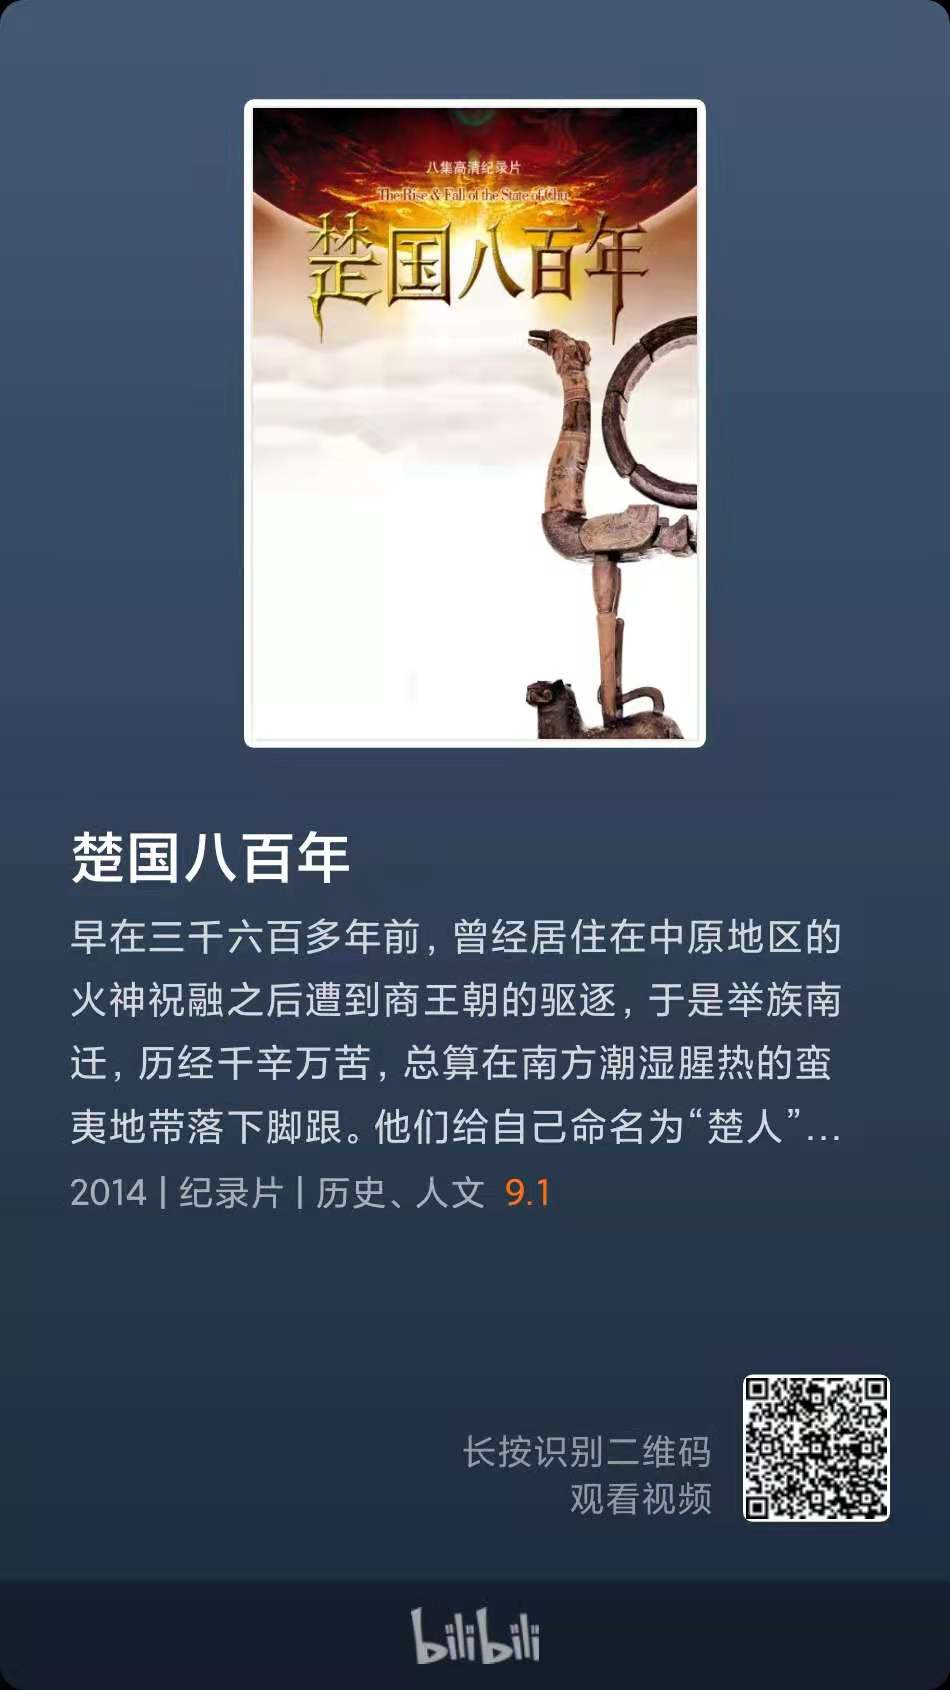 八集高清纪录片
The Rise & Fall of the State of Chu
楚国八百年
楚国八百年
早在三千六百多年前，曾经居住在中原地区的
火神祝融之后遭到商王朝的驱逐，于是举族南
迁，历经千辛万苦，总算在南方潮湿腥热的蛮
夷地带落下脚跟。他们给自己命名为“楚人”...
2014 | 纪录片 | 历史、人文 9.1
长按识别二维码
观看视频
bilibili